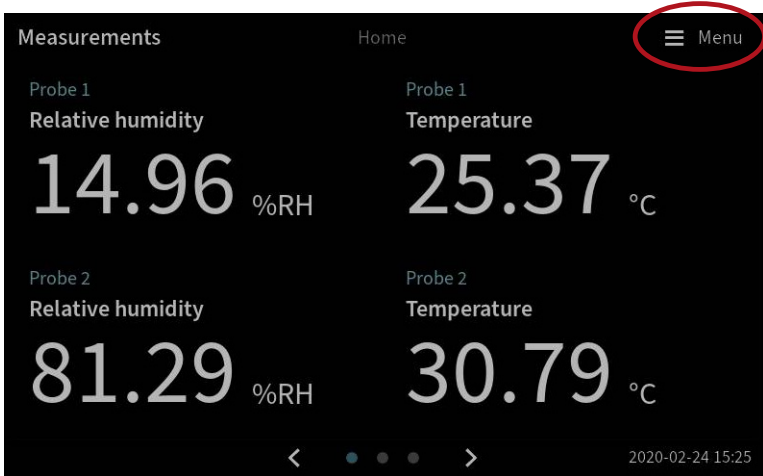 Measurements Home Menu
Probe 1 Probe 1
Relative humidity Temperature
14.96 %RH 25.37 °C
Probe 2 Probe 2
Relative humidity Temperature
81.29 %RH 30.79 °C
2020-02-24 15:25